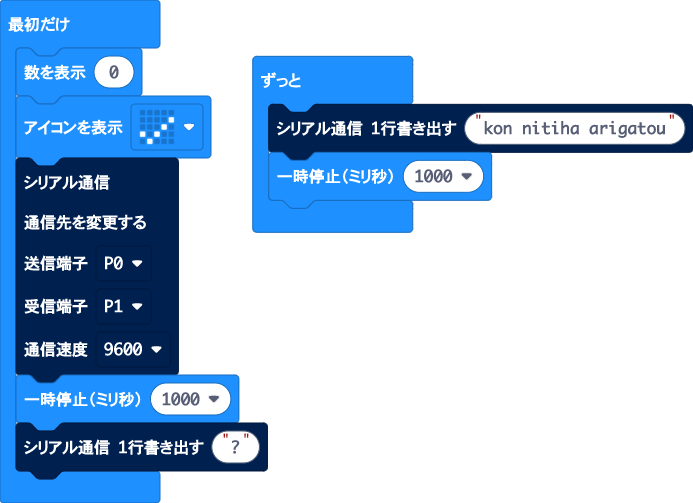 最初だけ
数を表示 0
アイコンを表示
シリアル通信
通信先を変更する
送信端子 P0
受信端子 P1
通信速度 9600
一時停止(ミリ秒) 1000
シリアル通信 1行書き出す "?"
ずっと
シリアル通信 1行書き出す "kon nitiha arigatou"
一時停止(ミリ秒) 1000